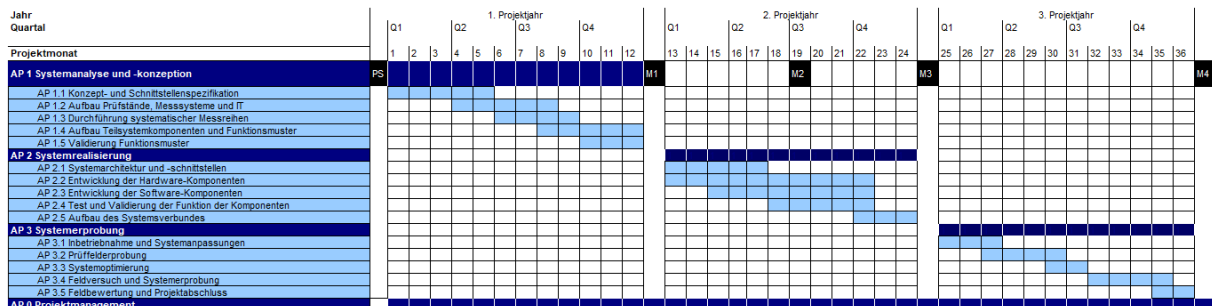 Jahr 1. Projektjahr 2. Projektjahr 3. Projektjahr
Quartal Q1 Q2 Q3 Q4 Q1 Q2 Q3 Q4 Q1 Q2 Q3 Q4
Projektmonat 1 2 3 4 5 6 7 8 9 10 11 12 13 14 15 16 17 18 19 20 21 22 23 24 25 26 27 28 29 30 31 32 33 34 35 36
AP 1 Systemanalyse und -konzeption PS M1 M2 M3 M4
AP 1.1 Konzept- und Schnittstellenspezifikation
AP 1.2 Aufbau Prüfstände, Messsysteme und IT
AP 1.3 Durchführung systematischer Messreihen
AP 1.4 Aufbau Teilsystemkomponenten und Funktionsmuster
AP 1.5 Validierung Funktionsmuster
AP 2 Systemrealisierung
AP 2.1 Systemarchitektur und -schnittstellen
AP 2.2 Entwicklung der Hardware-Komponenten
AP 2.3 Entwicklung der Software-Komponenten
AP 2.4 Test und Validierung der Funktion der Komponenten
AP 2.5 Aufbau des Systemsverbundes
AP 3 Systemerprobung
AP 3.1 Inbetriebnahme und Systemanpassungen
AP 3.2 Prüffelderprobung
AP 3.3 Systemoptimierung
AP 3.4 Feldversuch und Systemerprobung
AP 3.5 Feldbewertung und Projektabschluss
AP 0 Projektmanagement